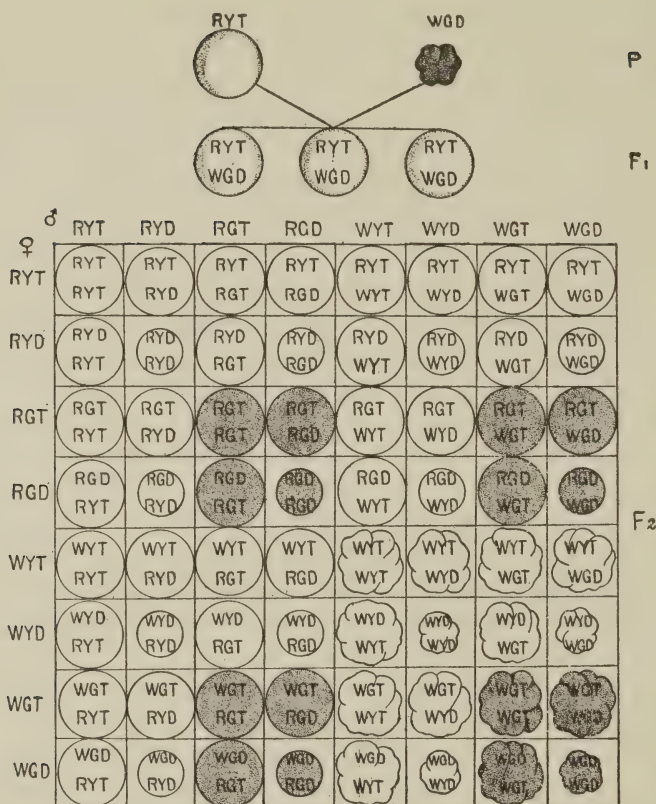 RYT WGD
P
RYT RYT RYT
F1
WGD WGD WGD
♂ RYT RYD RGT RGD WYT WYD WGT WGD
♀
RYT RYT RYT RYT RYT RYT RYT RYT RYT
RYT RYD RGT RGD WYT WYD WGT WGD
RYD RYD RYD RYD RYD RYD RYD RYD RYD
RYT RYD RGT RGD WYT WYD WGT WGD
RGT RGT RGT RGT RGT RGT RGT RGT RGT
RYT RYD RGT RGD WYT WYD WGT WGD
RGD RGD RGD RGD RGD RGD RGD RGD RGD
RYT RYD RGT RGD WYT WYD WGT WGD
F2
WYT WYT WYT WYT WYT WYT WYT WYT WYT
RYT RYD RGT RGD WYT WYD WGT WGD
WYD WYD WYD WYD WYD WYD WYD WYD WYD
RYT RYD RGT RGD WYT WYD WGT WGD
WGT WGT WGT WGT WGT WGT WGT WGT WGT
RYT RYD RGT RGD WYT WYD WGT WGD
WGD WGD WGD WGD WGD WGD WGD WGD WGD
RYT RYD RGT RGD WYT WYD WGT WGD